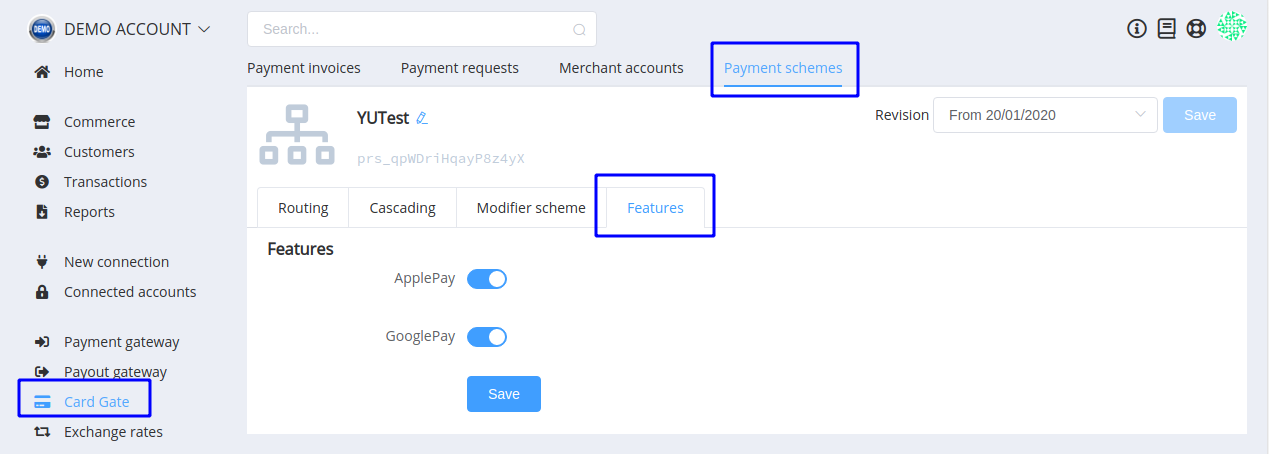 DEMO DEMO ACCOUNT
Search...
Home
Commerce
Customers
Transactions
Reports
New connection
Connected accounts
Payment gateway
Payout gateway
Card Gate
Exchange rates
Payment invoices Payment requests Merchant accounts Payment schemes
YUTest
prs_qpWDriHqayP8z4yX
Revision From 20/01/2020 Save
Routing Cascading Modifier scheme Features
Features
ApplePay
GooglePay
Save